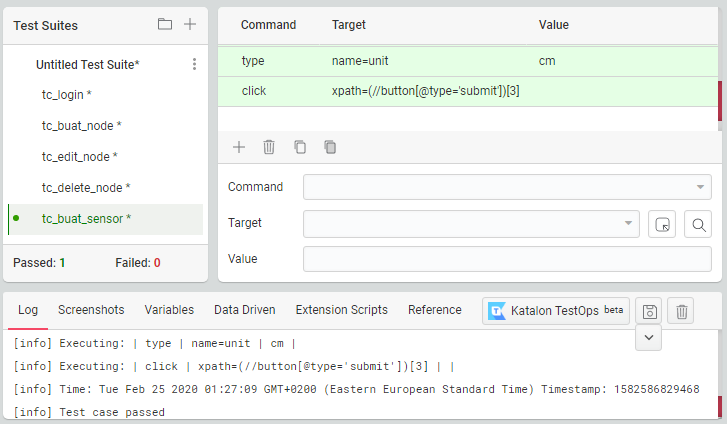 Test Suites
Untitled Test Suite*
tc_login *
tc_buat_node *
tc_edit_node *
tc_delete_node *
tc_buat_sensor *
Passed: 1 Failed: 0
Command Target Value
type name=unit cm
click xpath=(//button[@type='submit'])[3]
Command
Target
Value
Log Screenshots Variables Data Driven Extension Scripts Reference Katalon TestOps beta
[info] Executing: | type | name=unit | cm |
[info] Executing: | click | xpath=(//button[@type='submit'])[3] | |
[info] Time: Tue Feb 25 2020 01:27:09 GMT+0200 (Eastern European Standard Time) Timestamp: 1582586829468
[info] Test case passed